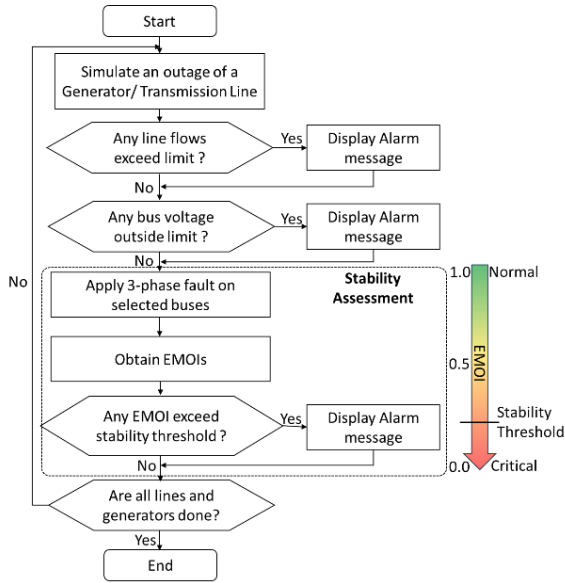 Start
Simulate an outage of a
Generator/ Transmission Line
Any line flows
exceed limit ?
Yes
Display Alarm
message
No
Any bus voltage
outside limit ?
Yes
Display Alarm
message
No
No
Stability
Assessment
Apply 3-phase fault on
selected buses
Obtain EMOIs
Any EMOI exceed
stability threshold ?
Yes
Display Alarm
message
No
Are all lines and
generators done?
Yes
End
1.0
Normal
0.5
EMOI
Stability
Threshold
0.0
Critical